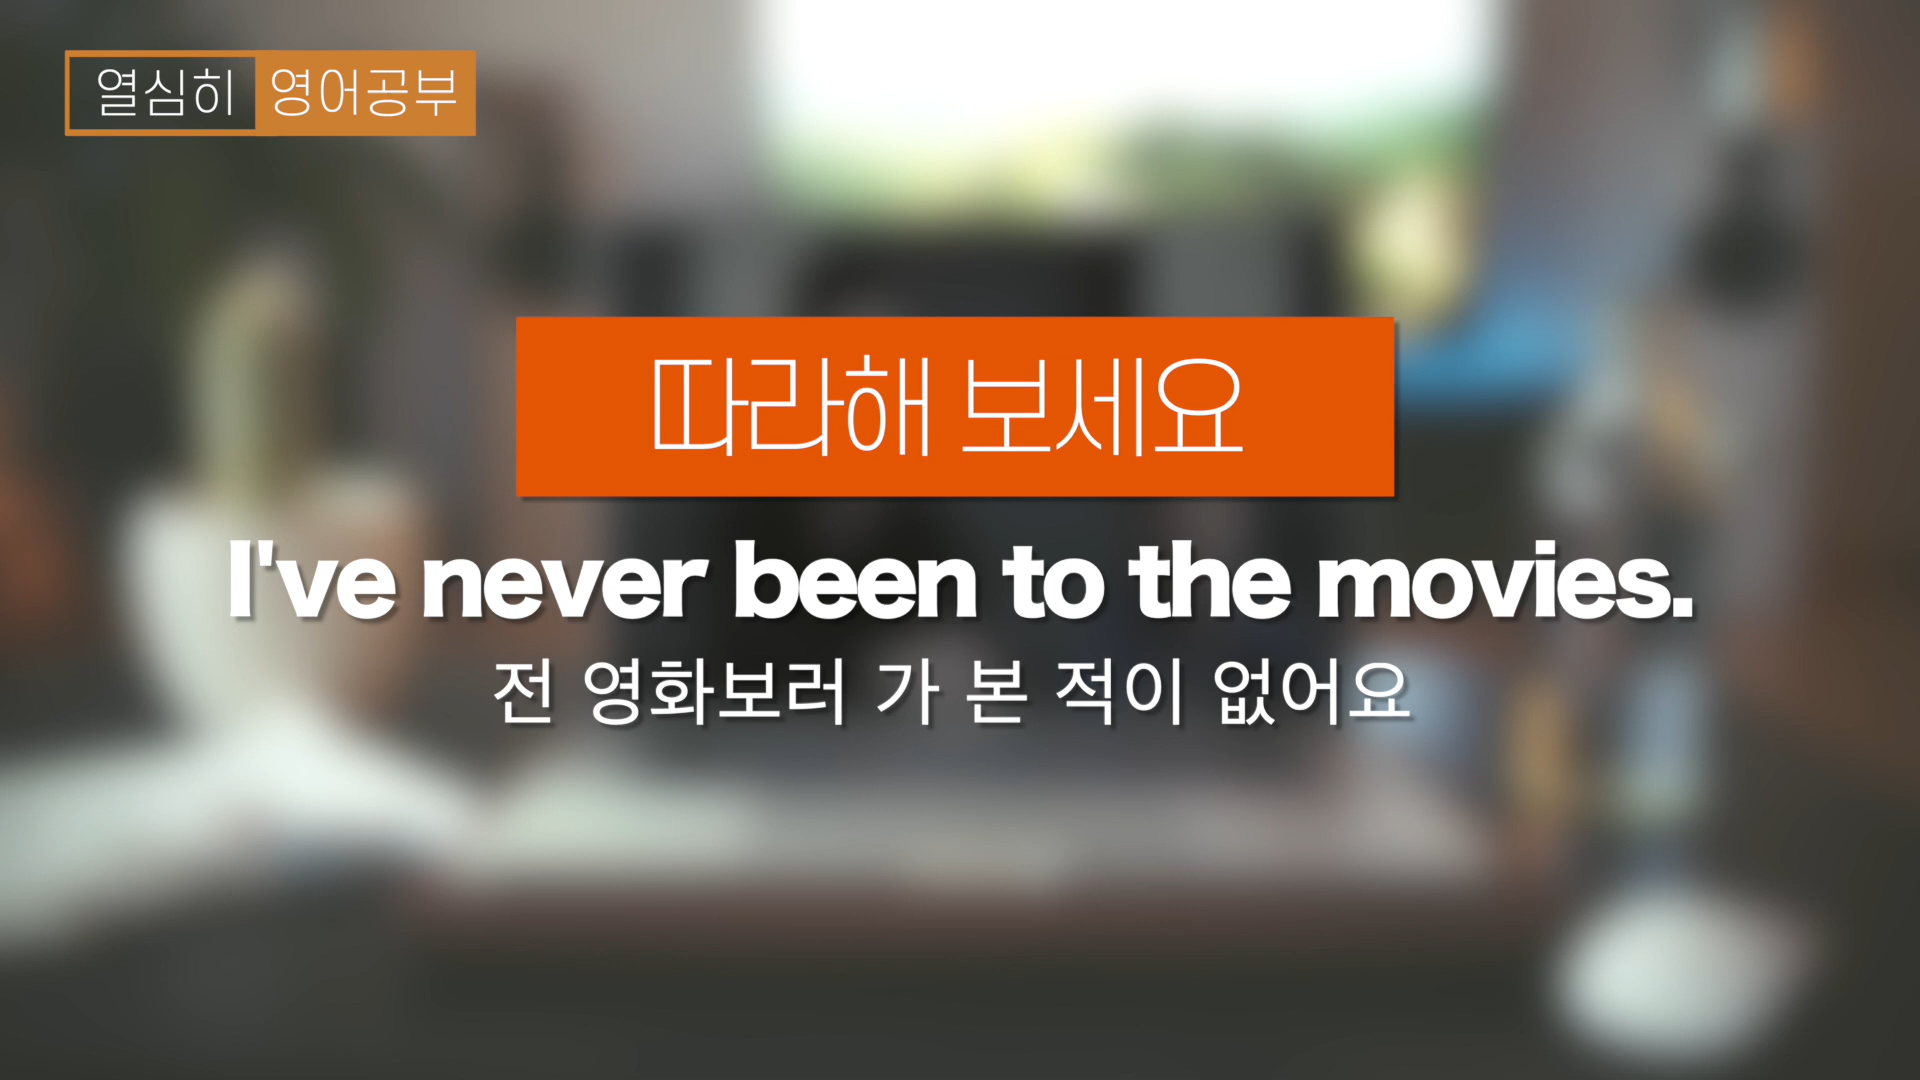 열심히 영어공부
따라해 보세요
I've never been to the movies.
전 영화보러 가 본 적이 없어요